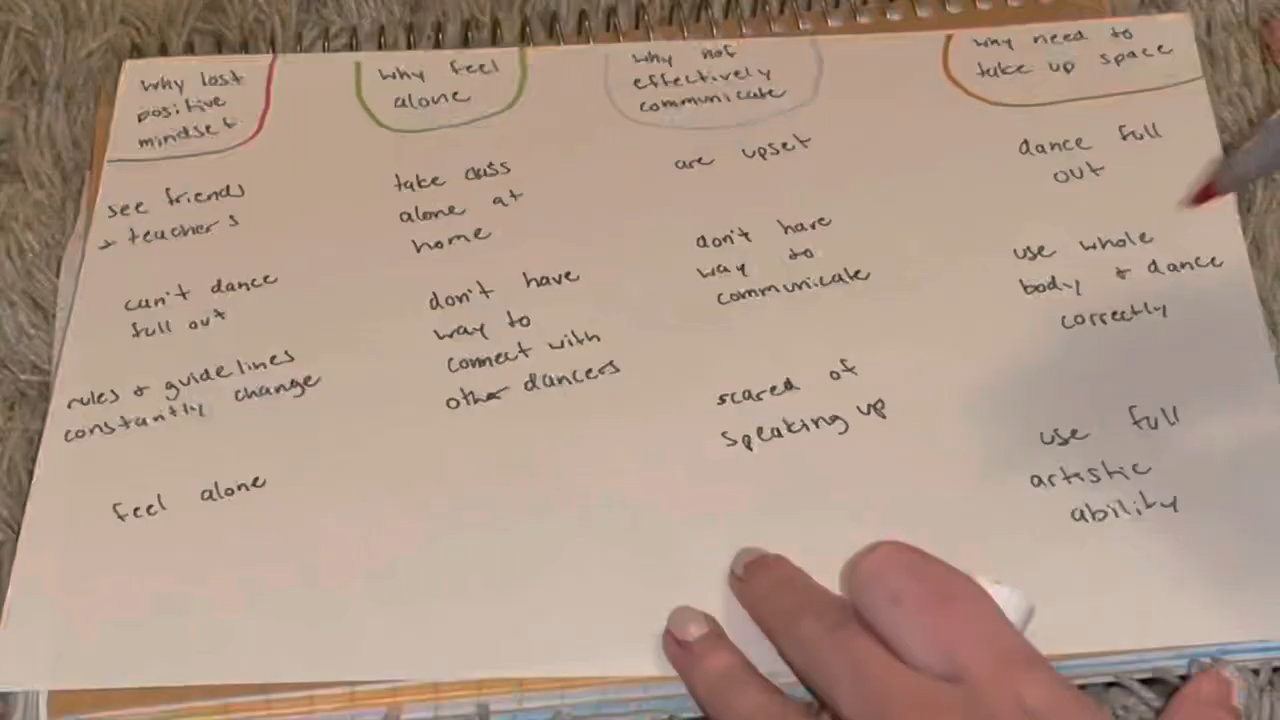 why lost
positive
mindset
see friends
+ teachers
can't dance
full out
rules + guidelines
constantly change
feel alone
why feel
alone
take class
alone at
home
don't have
way to
connect with
other dancers
why not
effectively
communicate
are upset
don't have
way to
communicate
scared of
speaking up
why need to
take up space
dance full
out
use whole
body + dance
correctly
use full
artistic
ability